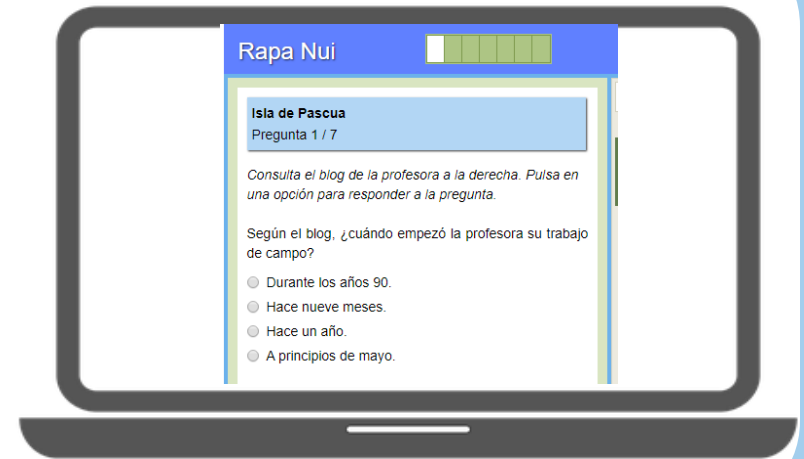 Rapa Nui
Isla de Pascua
Pregunta 1 / 7
Consulta el blog de la profesora a la derecha. Pulsa en
una opción para responder a la pregunta.
Según el blog, ¿cuándo empezó la profesora su trabajo
de campo?
Durante los años 90.
Hace nueve meses.
Hace un año.
A principios de mayo.